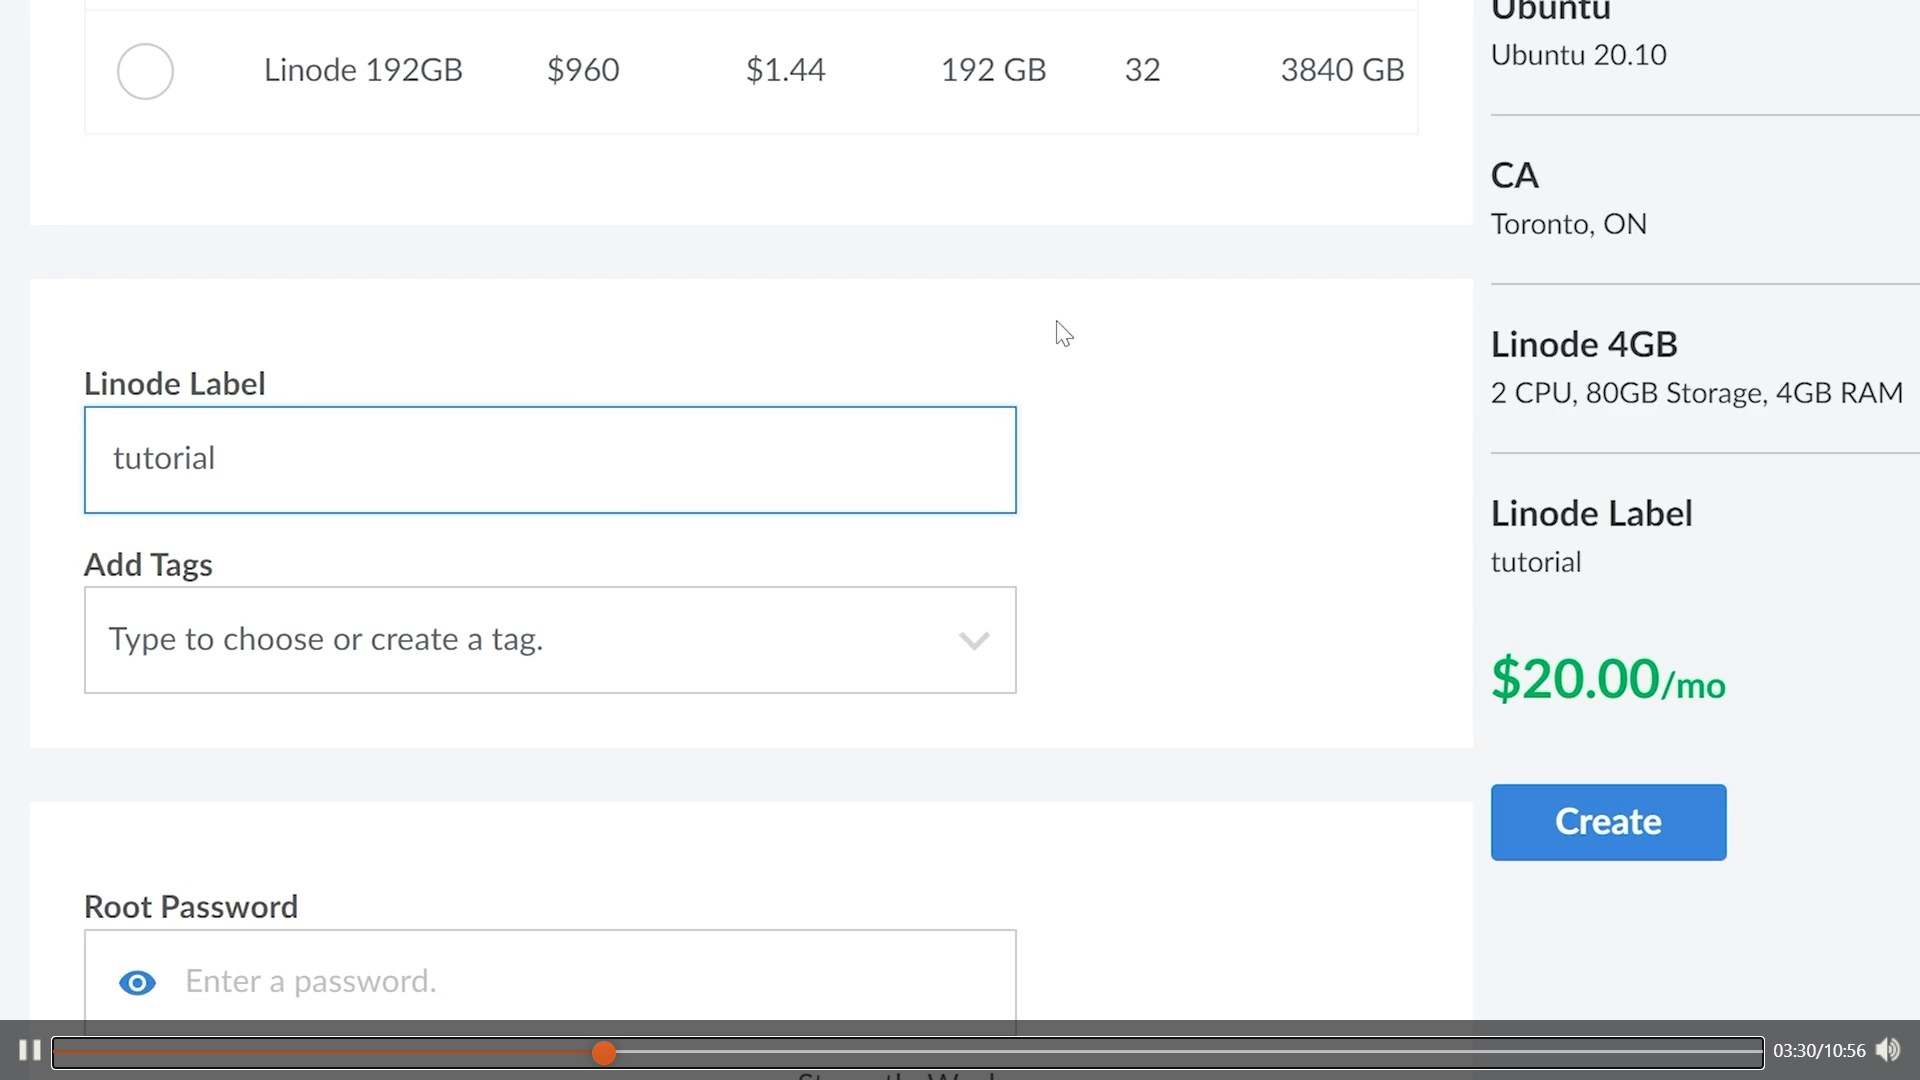 Linode 192GB $960 $1.44 192 GB 32 3840 GB
Linode Label
tutorial
Add Tags
Type to choose or create a tag.
Root Password
Enter a password.
Ubuntu
Ubuntu 20.10
CA
Toronto, ON
Linode 4GB
2 CPU, 80GB Storage, 4GB RAM
Linode Label
tutorial
$20.00/mo
Create
03:30/10:56